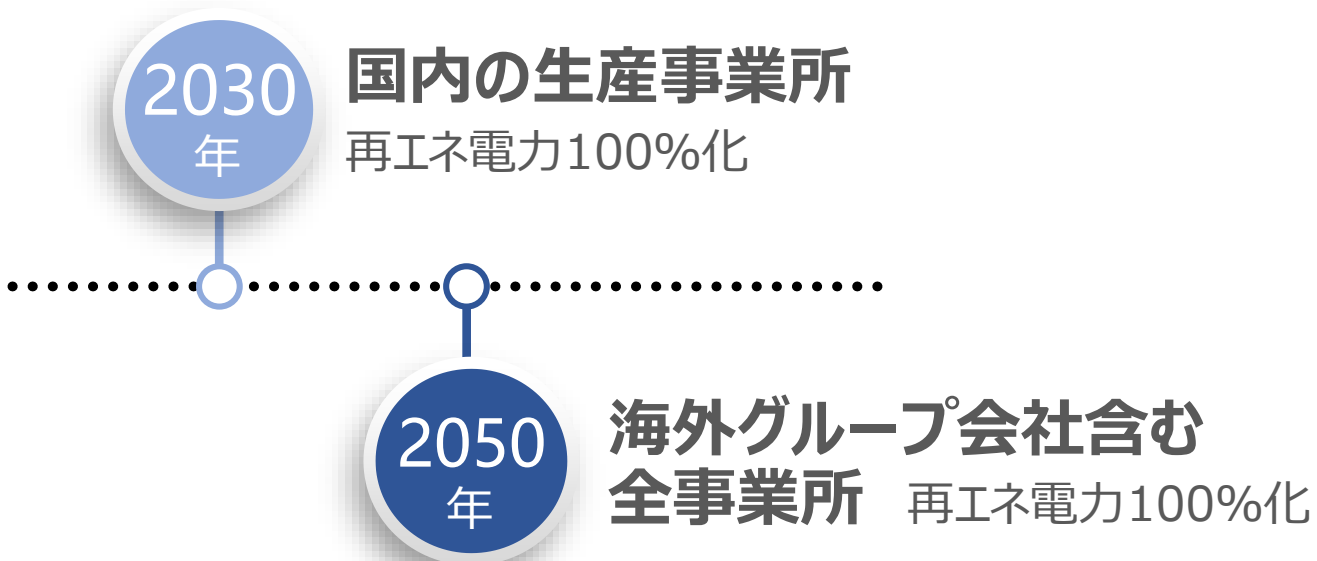 2030
年
国内の生産事業所
再エネ電力100%化
2050
年
海外グループ会社含む
全事業所 再エネ電力100%化